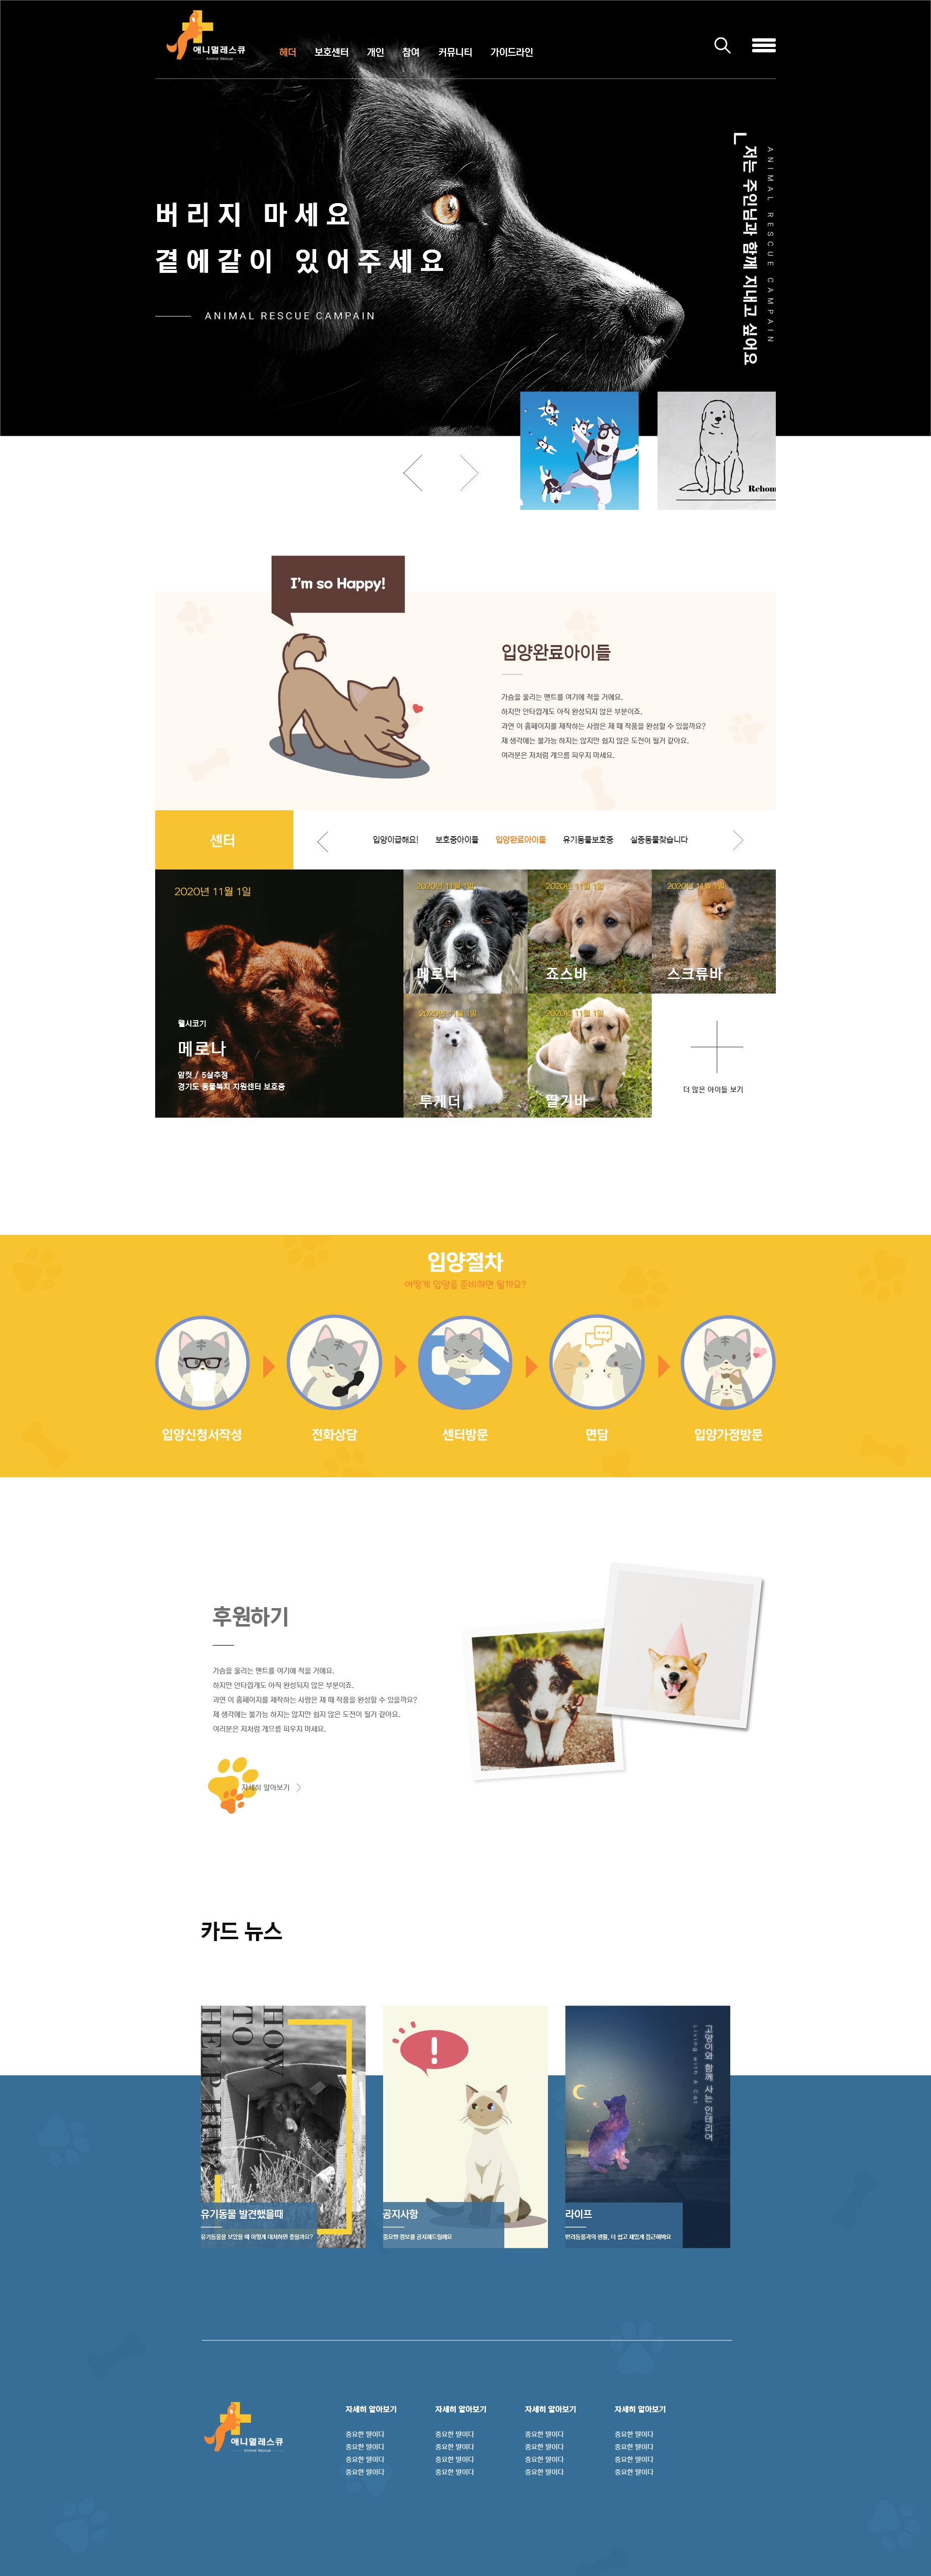 애니멀레스큐
Animal Rescue
헤더 보호센터 개인 참여 커뮤니티 가이드라인
버리지 마세요
곁에같이 있어주세요
ANIMAL RESCUE CAMPAIN
저는 주인님과 함께 지내고 싶어요
ANIMAL RESCUE CAMPAIN
Rehom
I'm so Happy!
입양완료아이들
가슴을 울리는 멘트를 여기에 적을 거에요.
하지만 안타깝게도 아직 완성되지 않은 부분이죠.
과연 이 홈페이지를 제작하는 사람은 제 때 작품을 완성할 수 있을까요?
제 생각에는 불가능 하지는 않지만 쉽지 않은 도전이 될거 같아요.
여러분은 저처럼 게으름 피우지 마세요.
센터
입양이급해요! 보호중아이들 입양완료아이들 유기동물보호중 실종동물찾습니다
2020년 11월 1일
웰시코기
메로나
암컷 / 5살추정
경기도 동물복지 지원센터 보호중
2020년 11월 1일
메로나
2020년 11월 1일
죠스바
2020년 11월 1일
스크류바
2020년 11월 1일
투게더
2020년 11월 1일
딸기바
더 많은 아이들 보기
입양절차
어떻게 입양을 준비하면 될까요?
입양신청서작성 전화상담 센터방문 면담 입양가정방문
후원하기
가슴을 울리는 멘트를 여기에 적을 거에요.
하지만 안타깝게도 아직 완성되지 않은 부분이죠.
과연 이 홈페이지를 제작하는 사람은 제 때 작품을 완성할 수 있을까요?
제 생각에는 불가능 하지는 않지만 쉽지 않은 도전이 될거 같아요.
여러분은 저처럼 게으름 피우지 마세요.
자세히 알아보기
카드 뉴스
HOW
TO
HELP
유기동물 발견했을때
유기동물을 보았을 때 어떻게 대처하면 좋을까요?
!
공지사항
중요한 정보를 공지해드릴께요
고양이와 함께 사는 인테리어
Living with a Cat
라이프
반려동물과의 생활, 더 쉽고 재밌게 접근해봐요
애니멀레스큐
Animal Rescue
자세히 알아보기 자세히 알아보기 자세히 알아보기 자세히 알아보기
중요한 말이다 중요한 말이다 중요한 말이다 중요한 말이다
중요한 말이다 중요한 말이다 중요한 말이다 중요한 말이다
중요한 말이다 중요한 말이다 중요한 말이다 중요한 말이다
중요한 말이다 중요한 말이다 중요한 말이다 중요한 말이다